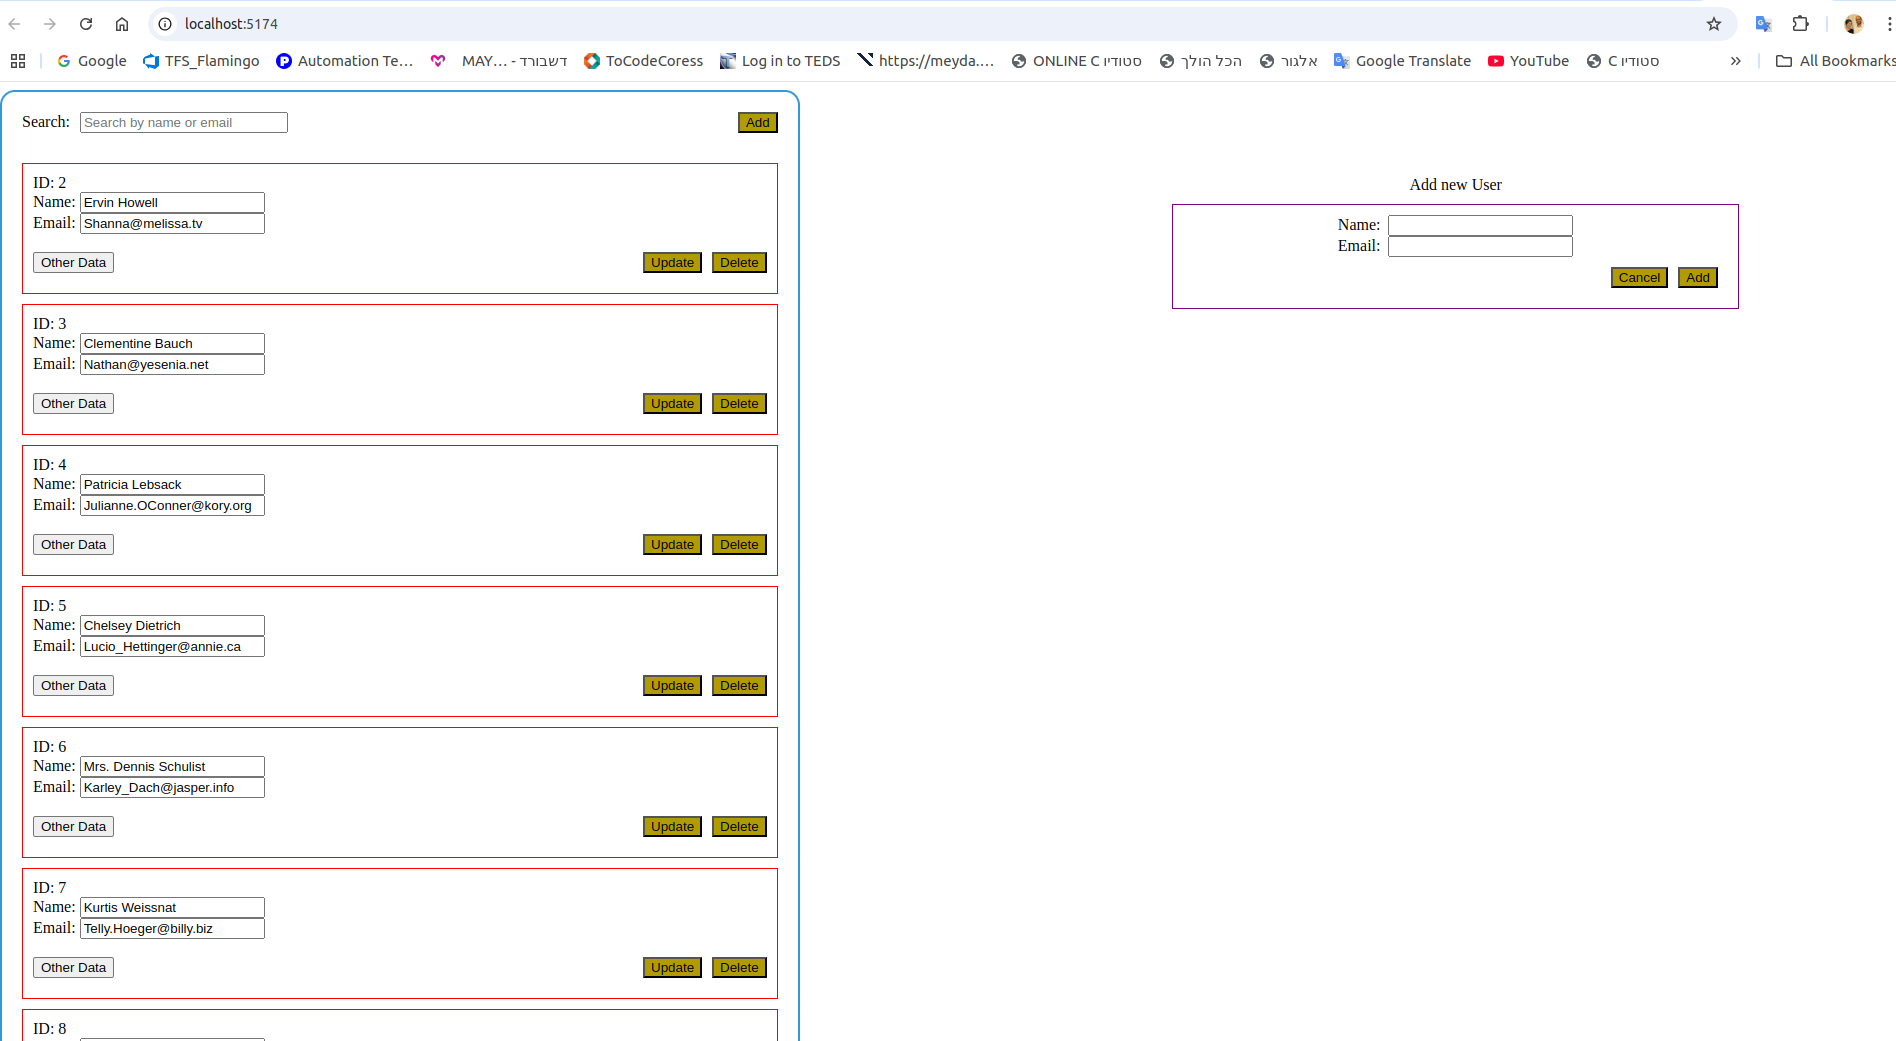 localhost:5174
Google TFS_Flamingo Automation Te... MAY... - דשבורד ToCodeCoress Log in to TEDS https://meyda.... ONLINE C סטודיו הכל הולך אלגור Google Translate YouTube C סטודיו » All Bookmarks
Search: Search by name or email Add
ID: 2
Name: Ervin Howell
Email: Shanna@melissa.tv
Other Data Update Delete
ID: 3
Name: Clementine Bauch
Email: Nathan@yesenia.net
Other Data Update Delete
ID: 4
Name: Patricia Lebsack
Email: Julianne.OConner@kory.org
Other Data Update Delete
ID: 5
Name: Chelsey Dietrich
Email: Lucio_Hettinger@annie.ca
Other Data Update Delete
ID: 6
Name: Mrs. Dennis Schulist
Email: Karley_Dach@jasper.info
Other Data Update Delete
ID: 7
Name: Kurtis Weissnat
Email: Telly.Hoeger@billy.biz
Other Data Update Delete
ID: 8
Add new User
Name:
Email:
Cancel Add